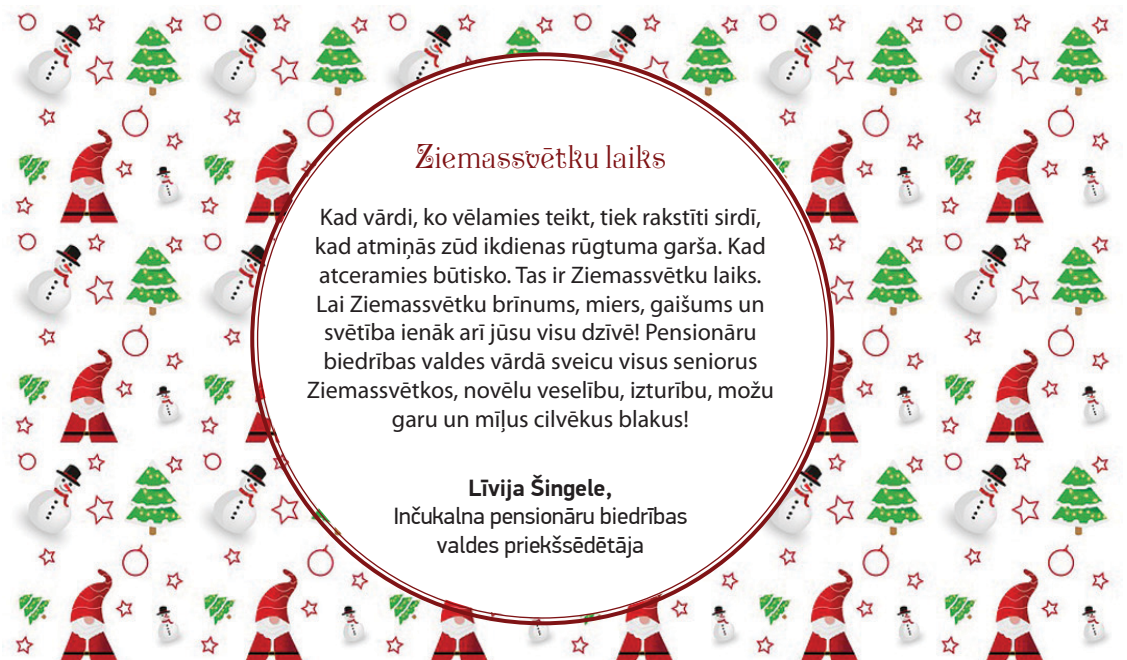 Ziemassvētku laiks
Kad vārdi, ko vēlamies teikt, tiek rakstīti sirdī,
kad atmiņās zūd ikdienas rūgtuma garša. Kad
atceramies būtisko. Tas ir Ziemassvētku laiks.
Lai Ziemassvētku brīnums, miers, gaišums un
svētība ienāk arī jūsu visu dzīvē! Pensionāru
biedrības valdes vārdā sveicu visus seniorus
Ziemassvētkos, novēlu veselību, izturību, možu
garu un mīļus cilvēkus blakus!
Līvija Šingele,
Inčukalna pensionāru biedrības
valdes priekšsēdētāja